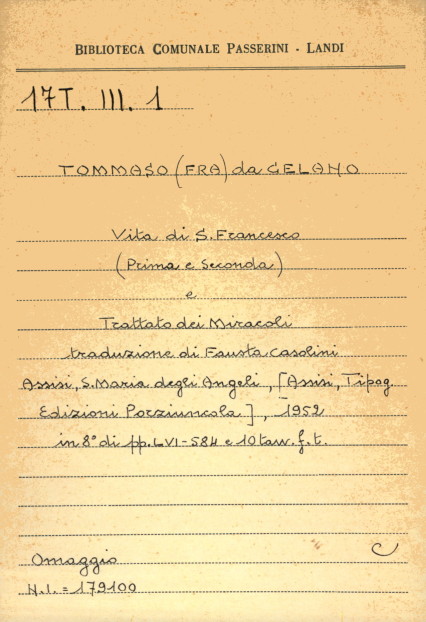 BIBLIOTECA COMUNALE PASSERINI - LANDI
17T. III. 1
TOMMASO (FRA) da CELANO
Vita di S. Francesco
(Prima e Seconda)
e
Trattato dei Miracoli
traduzione di Fausta Casolini
Assisi, S. Maria degli Angeli, [Assisi, Tipog.
Edizioni Porziuncola], 1952
in 8° di pp. LVI-584 e 10 tav. f. t.
C
Omaggio
N.I. = 179100